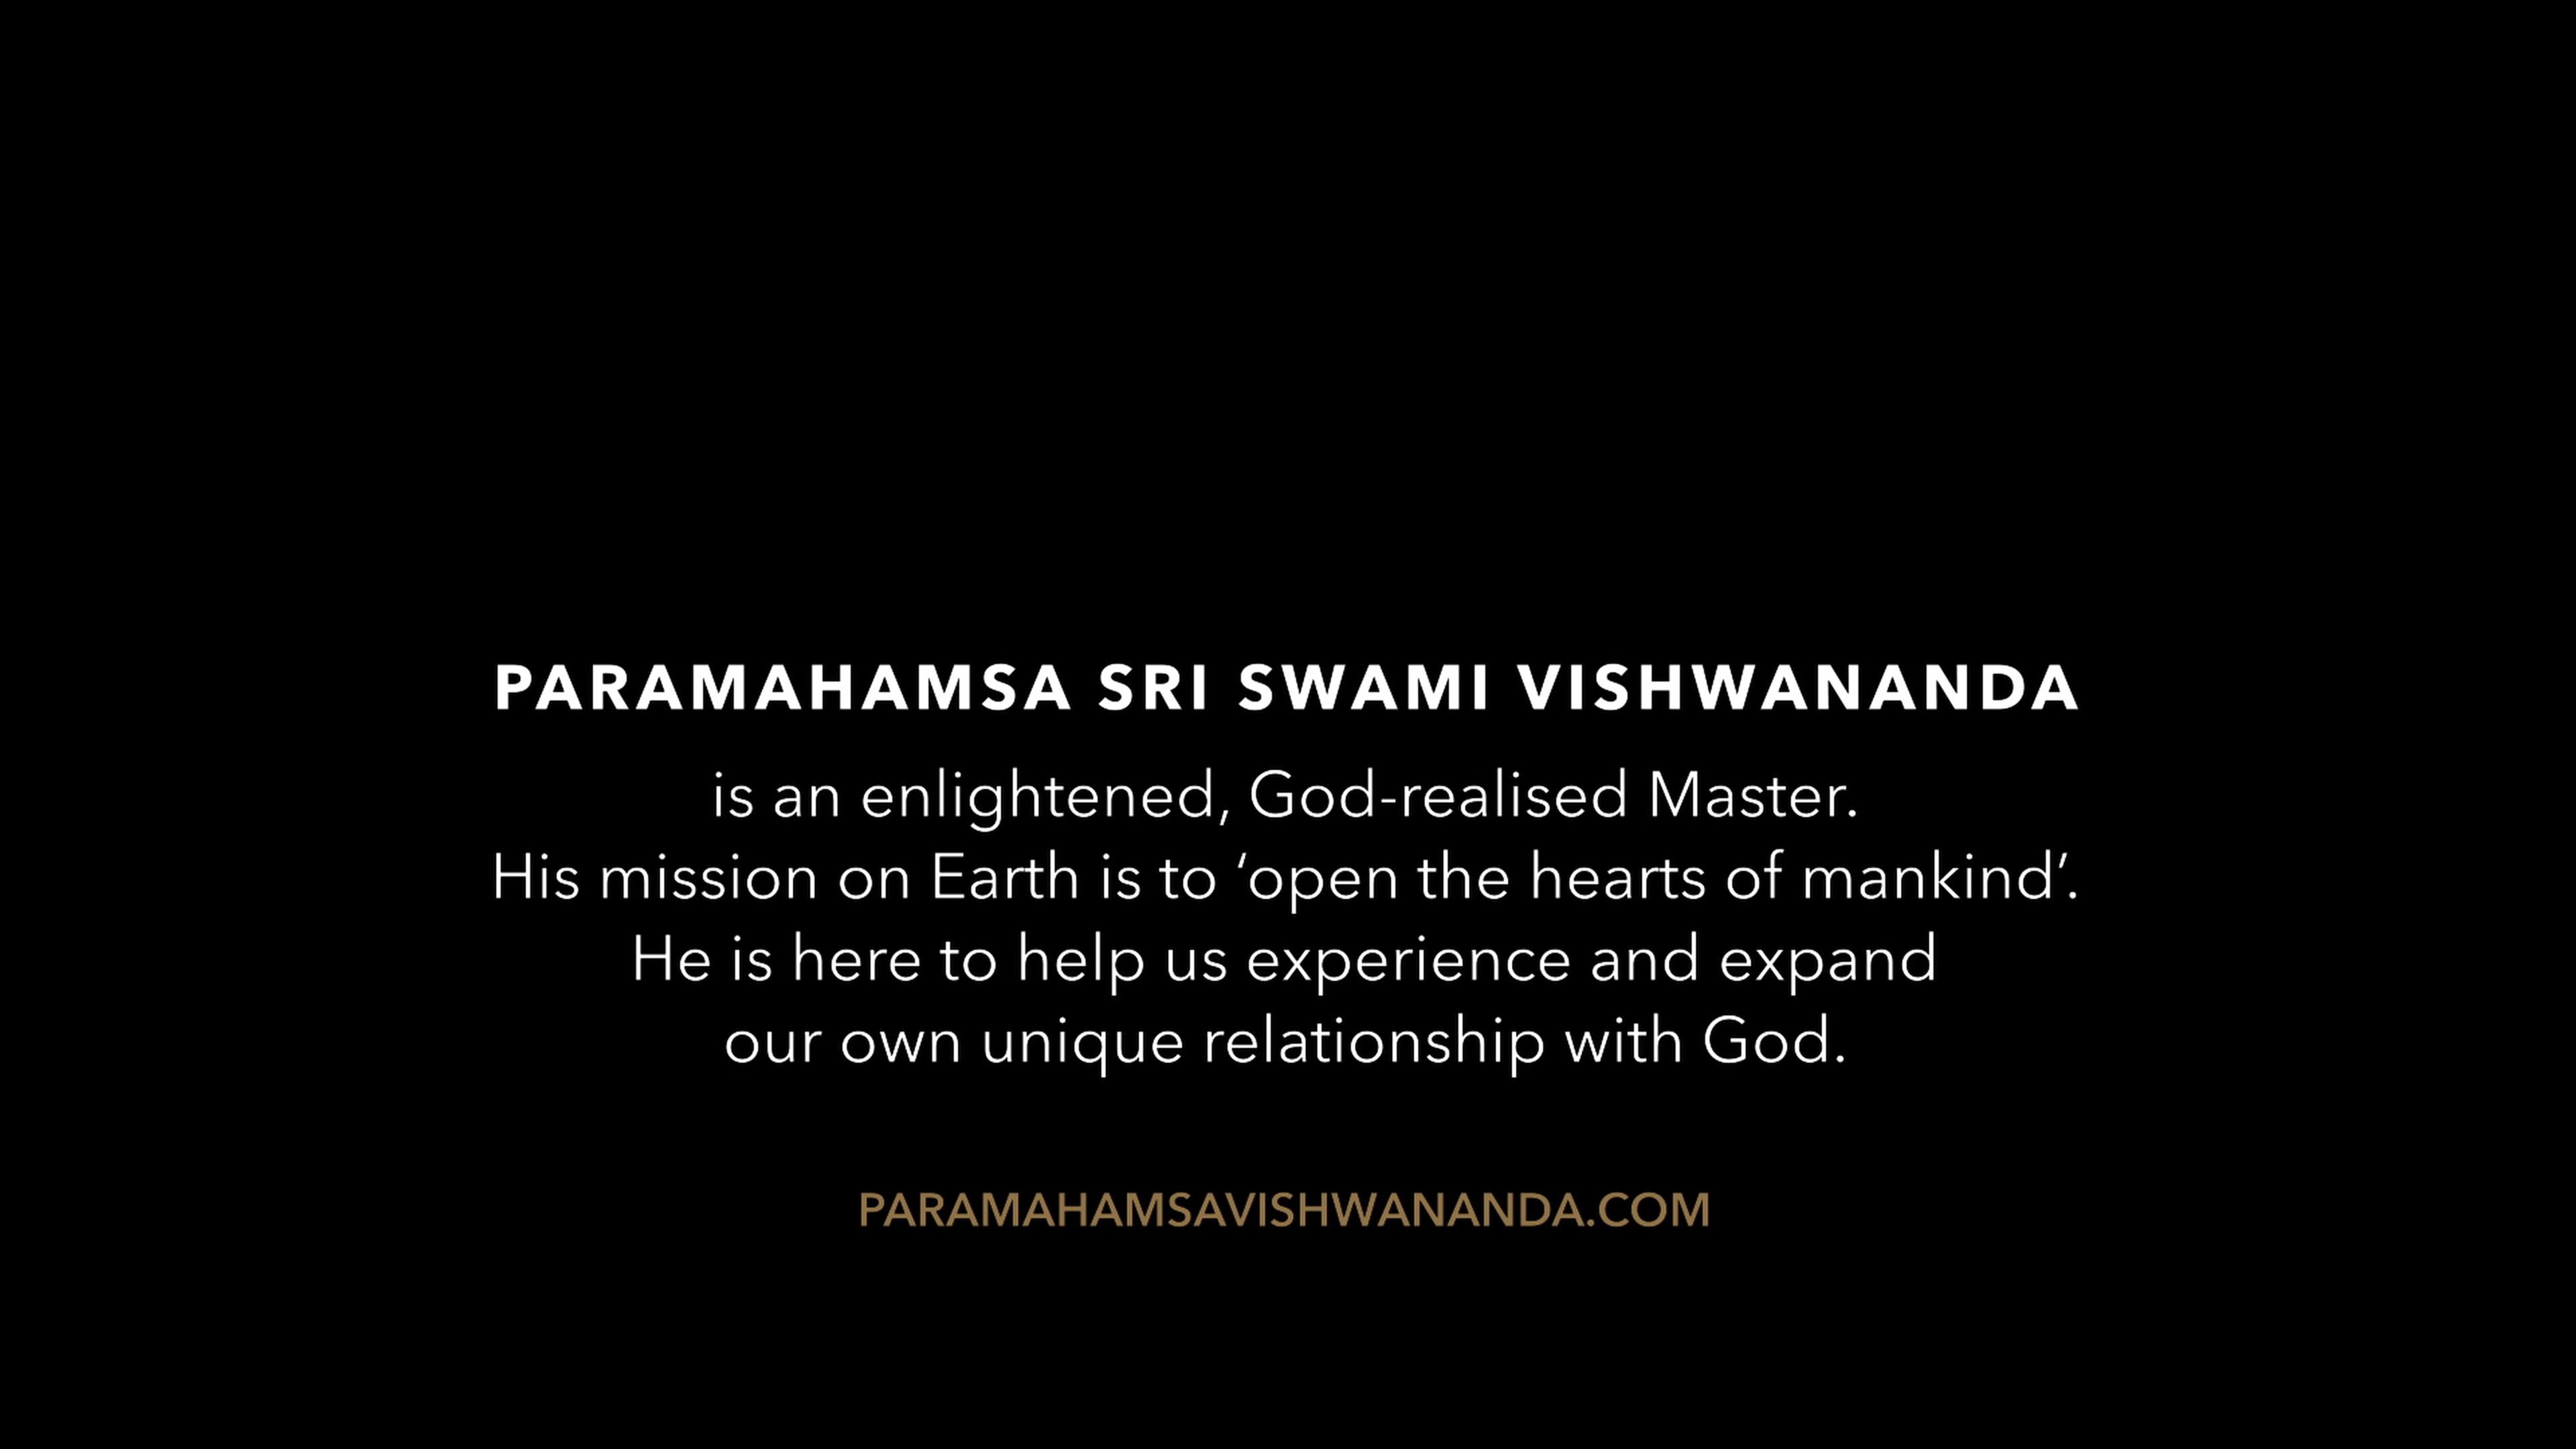 PARAMAHAMSA SRI SWAMI VISHWANANDA
is an enlightened, God-realised Master.
His mission on Earth is to ‘open the hearts of mankind’.
He is here to help us experience and expand
our own unique relationship with God.
PARAMAHAMSAVISHWANANDA.COM